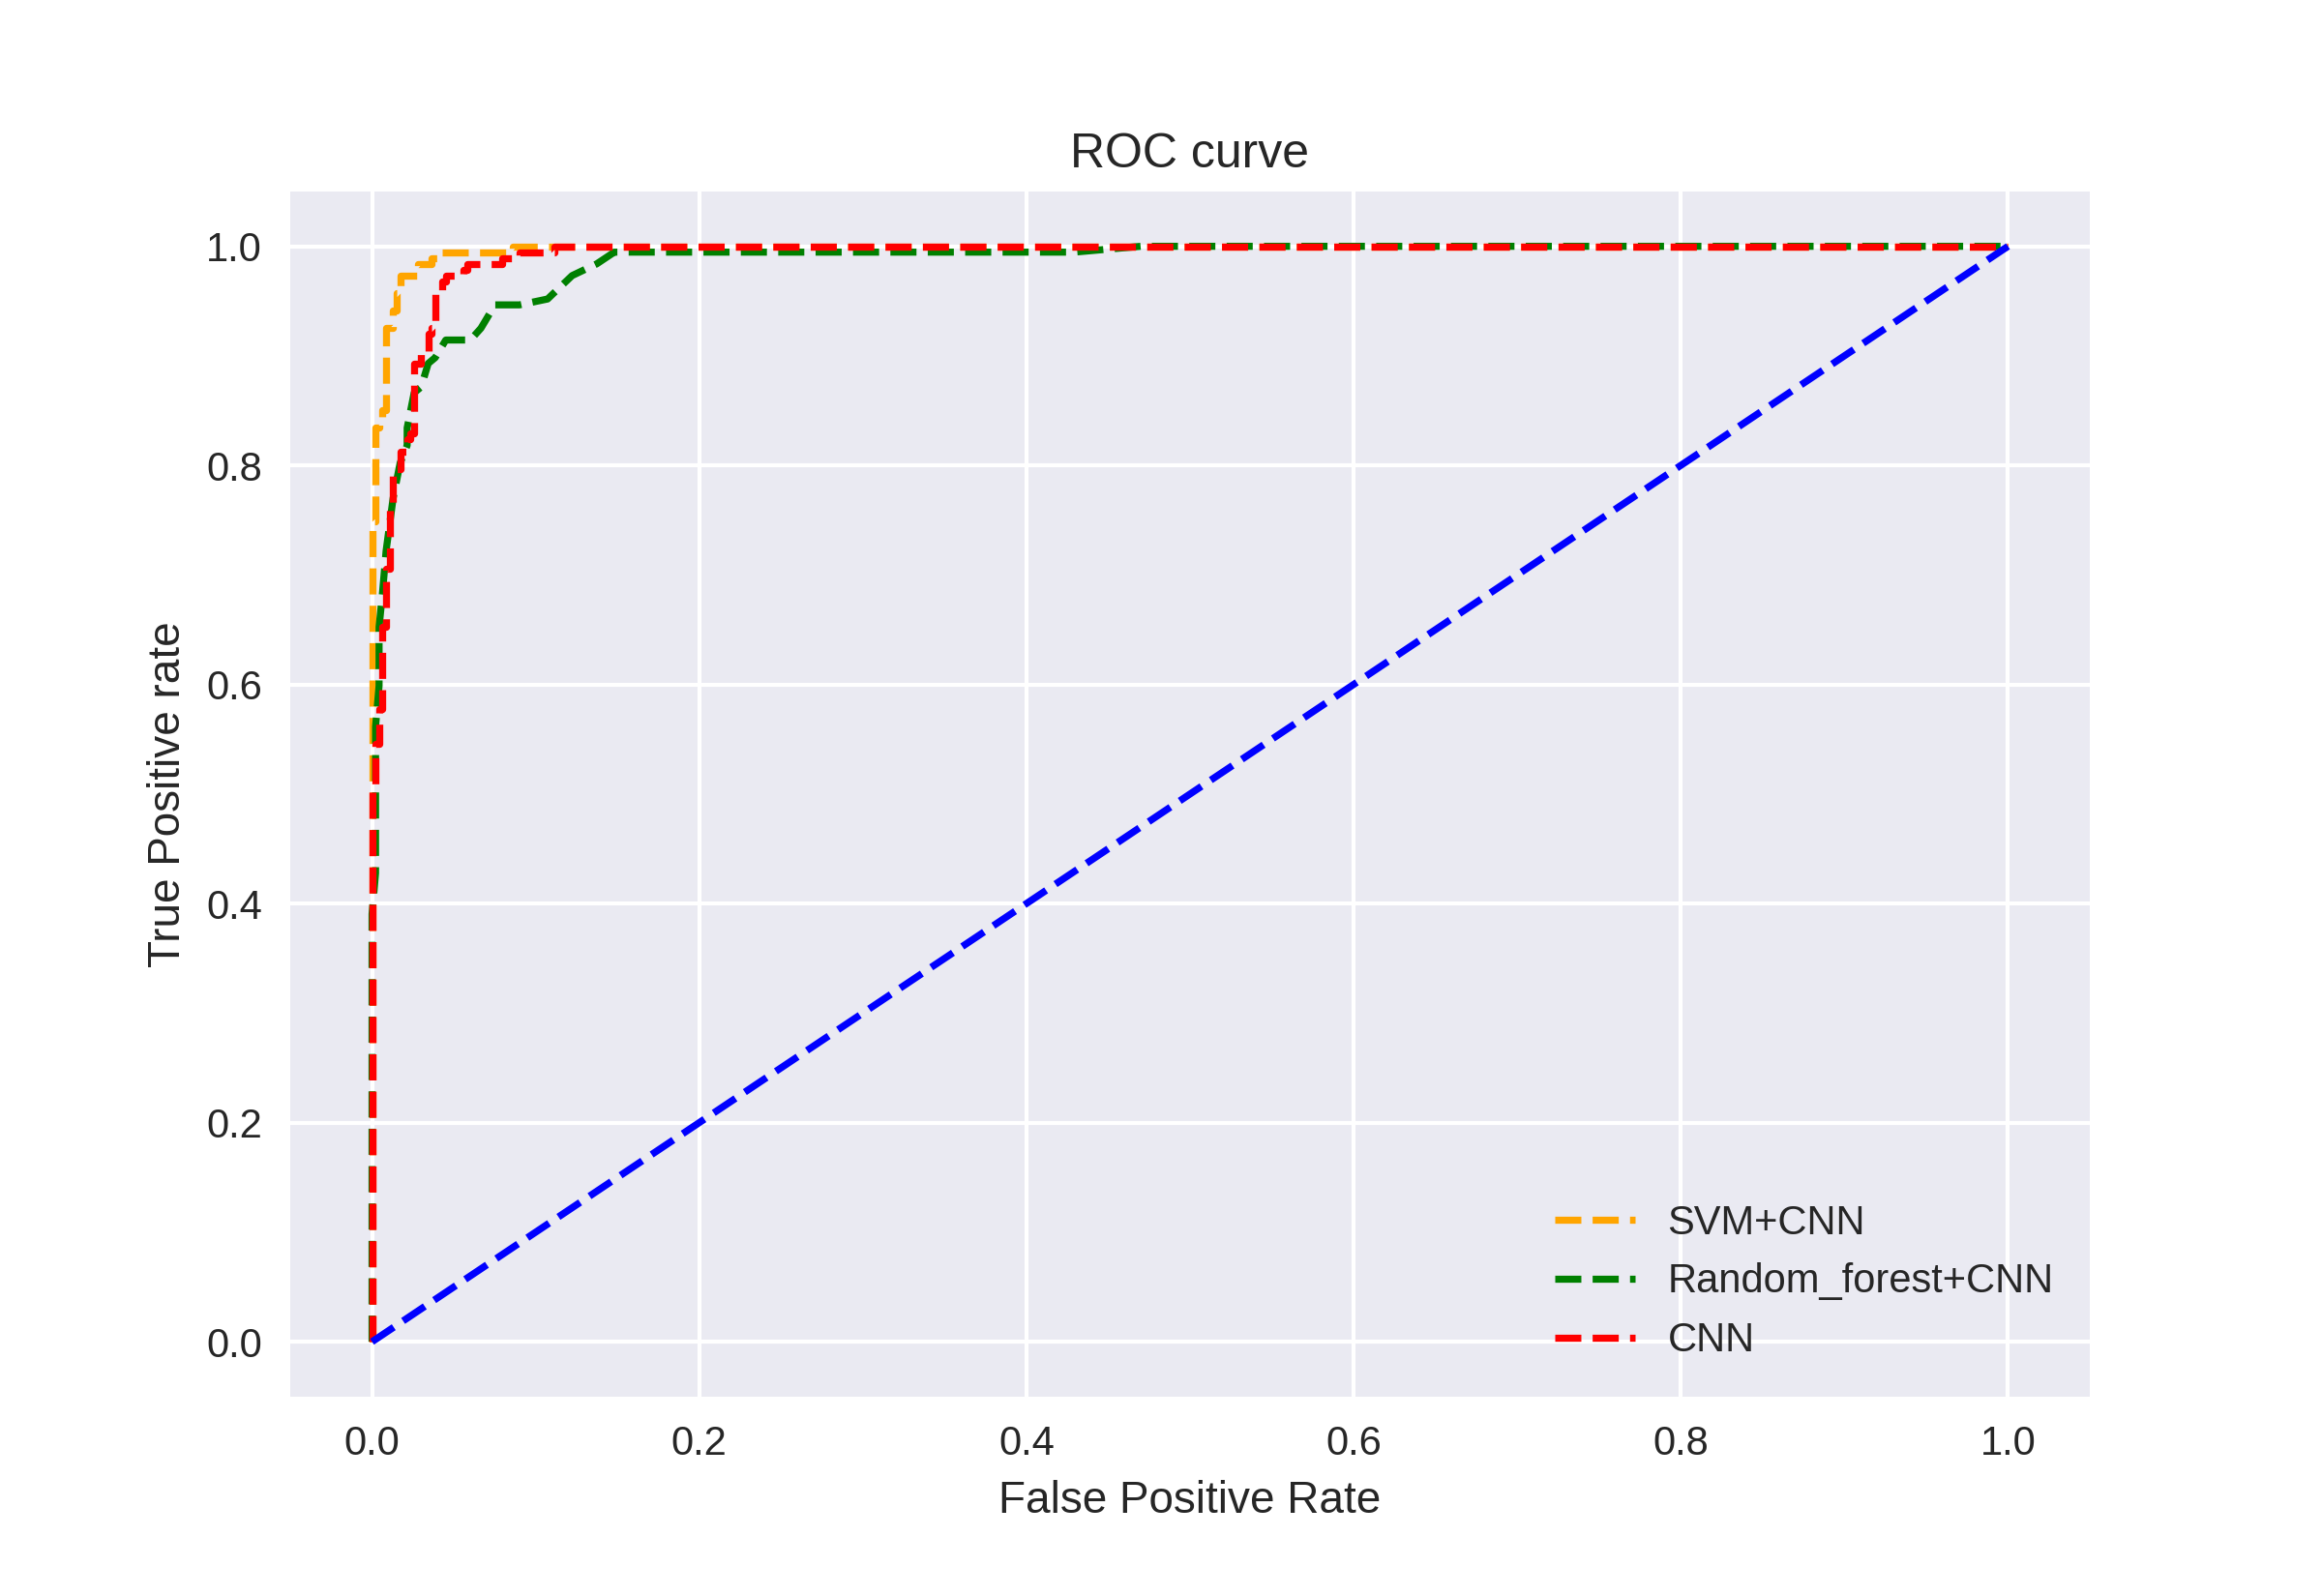 ROC curve
1.0
0.8
0.6
0.4
0.2
0.0
True Positive rate
0.0 0.2 0.4 0.6 0.8 1.0
False Positive Rate
SVM+CNN
Random_forest+CNN
CNN